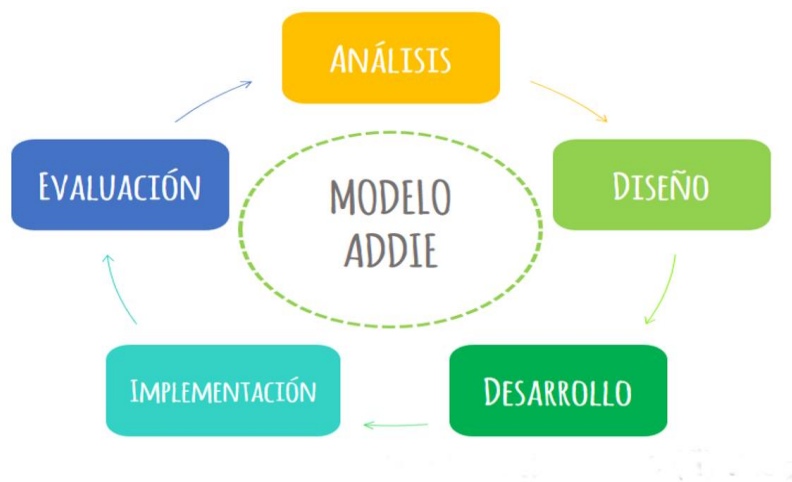 ANÁLISIS
EVALUACIÓN
MODELO
ADDIE
DISEÑO
IMPLEMENTACIÓN
DESARROLLO